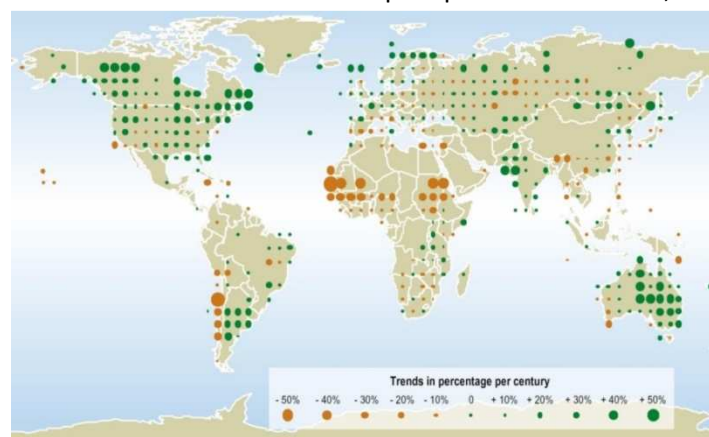 Trends in percentage per century
- 50% - 40% - 30% - 20% - 10% 0 + 10% + 20% + 30% + 40% + 50%